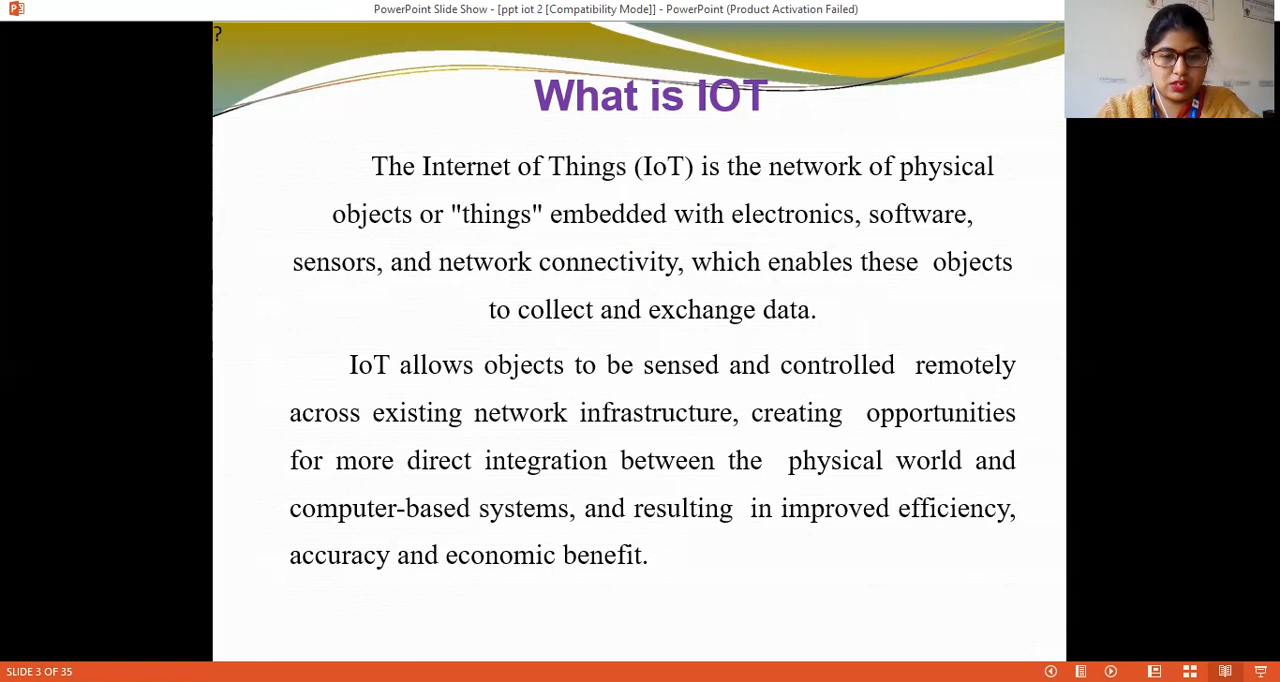 PowerPoint Slide Show - [ppt iot 2 [Compatibility Mode]] - PowerPoint (Product Activation Failed)
?
What is IOT
The Internet of Things (IoT) is the network of physical
objects or "things" embedded with electronics, software,
sensors, and network connectivity, which enables these objects
to collect and exchange data.
IoT allows objects to be sensed and controlled remotely
across existing network infrastructure, creating opportunities
for more direct integration between the physical world and
computer-based systems, and resulting in improved efficiency,
accuracy and economic benefit.
SLIDE 3 OF 35